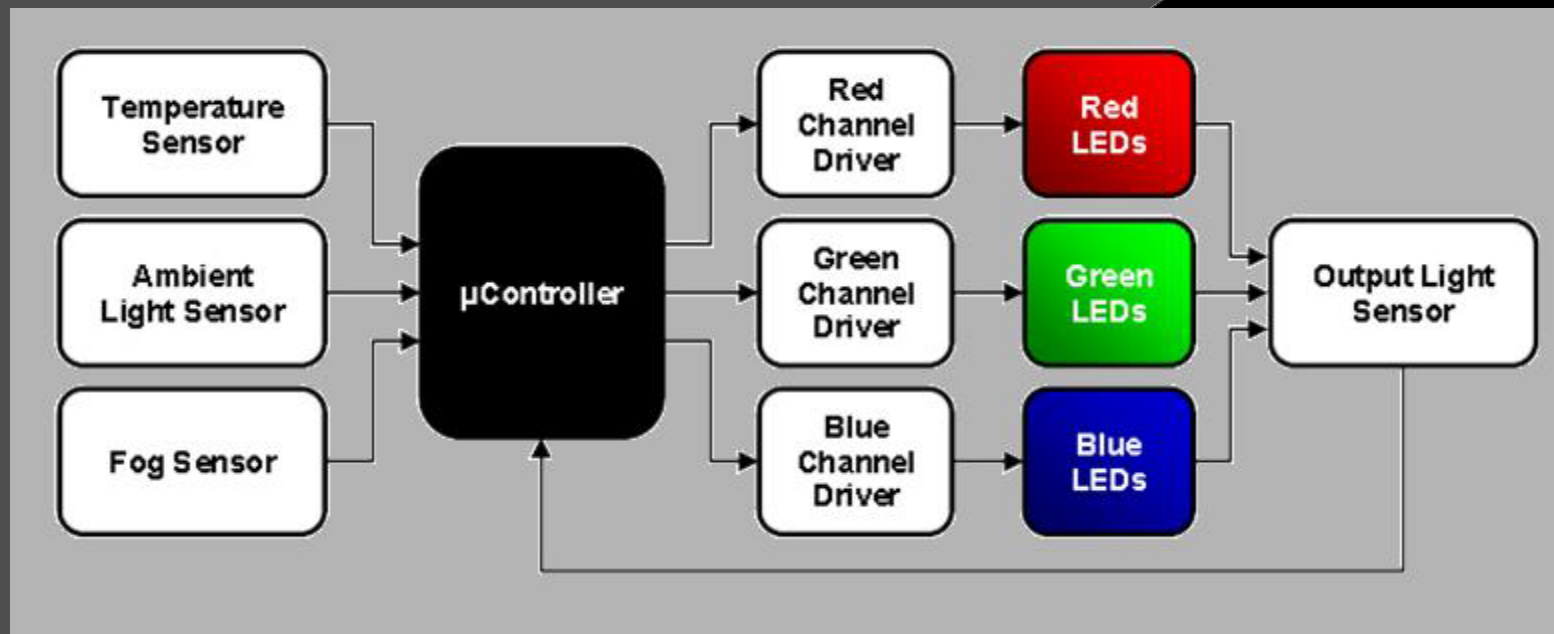 Temperature
Sensor
Ambient
Light Sensor
Fog Sensor
µController
Red
Channel
Driver
Green
Channel
Driver
Blue
Channel
Driver
Red
LEDs
Green
LEDs
Blue
LEDs
Output Light
Sensor